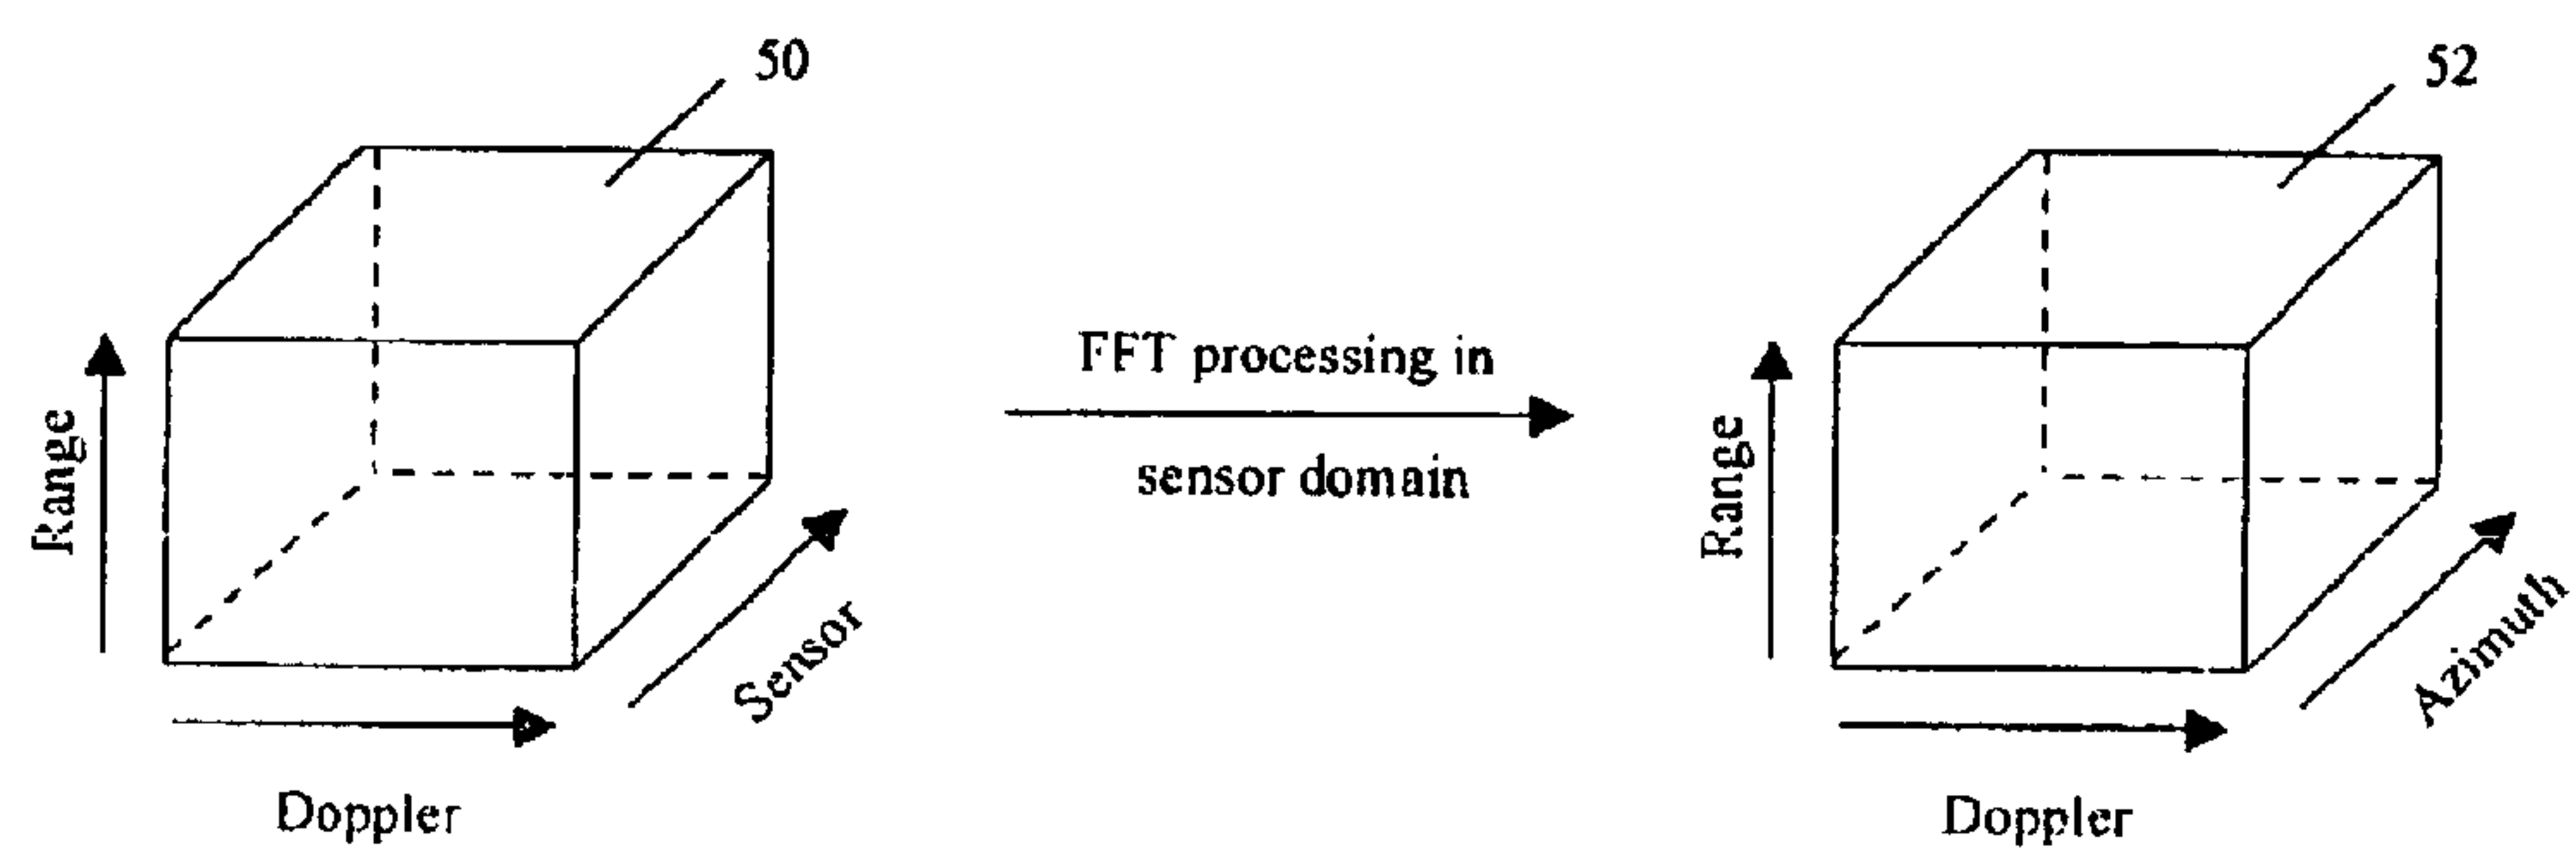 50
52
Range
Sensor
Doppler
FFT processing in
sensor domain
Range
Azimuth
Doppler